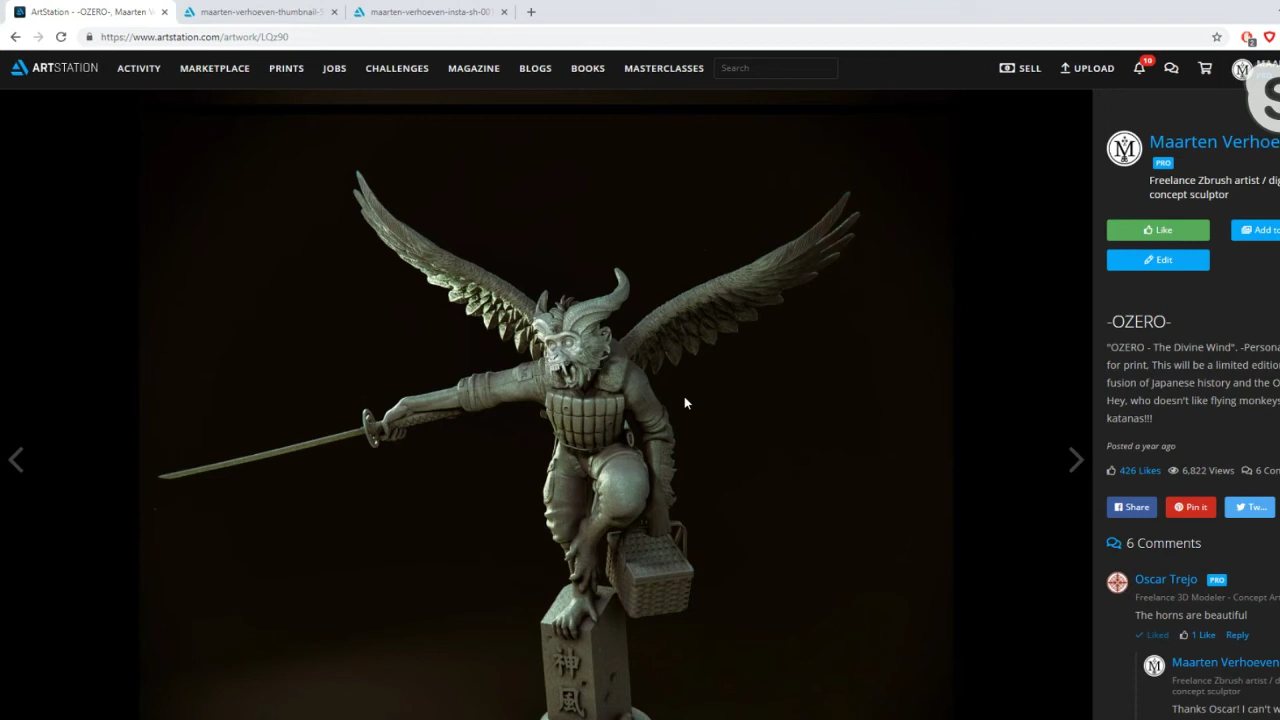 ArtStation - -OZERO-, Maarten V
maarten-verhoeven-thumbnail-
maarten-verhoeven-insta-sh-00
https://www.artstation.com/artwork/LQz90
2
ARTSTATION
ACTIVITY
MARKETPLACE
PRINTS
JOBS
CHALLENGES
MAGAZINE
BLOGS
BOOKS
MASTERCLASSES
Search
SELL
UPLOAD
10
Maarten Verhoe
PRO
Freelance Zbrush artist / dig
concept sculptor
Like
Add to
Edit
-OZERO-
"OZERO - The Divine Wind". -Persona
for print, This will be a limited edition
fusion of Japanese history and the O
Hey, who doesn't like flying monkeys
katanas!!!
Posted a year ago
426 Likes 6,822 Views 6 Con
Share
Pin it
Tw...
6 Comments
Oscar Trejo PRO
Freelance 3D Modeler - Concept Art
The horns are beautiful
Liked 1 Like Reply
Maarten Verhoeven
Freelance Zbrush artist / d
concept sculptor
Thanks Oscar! I can't w
神
風